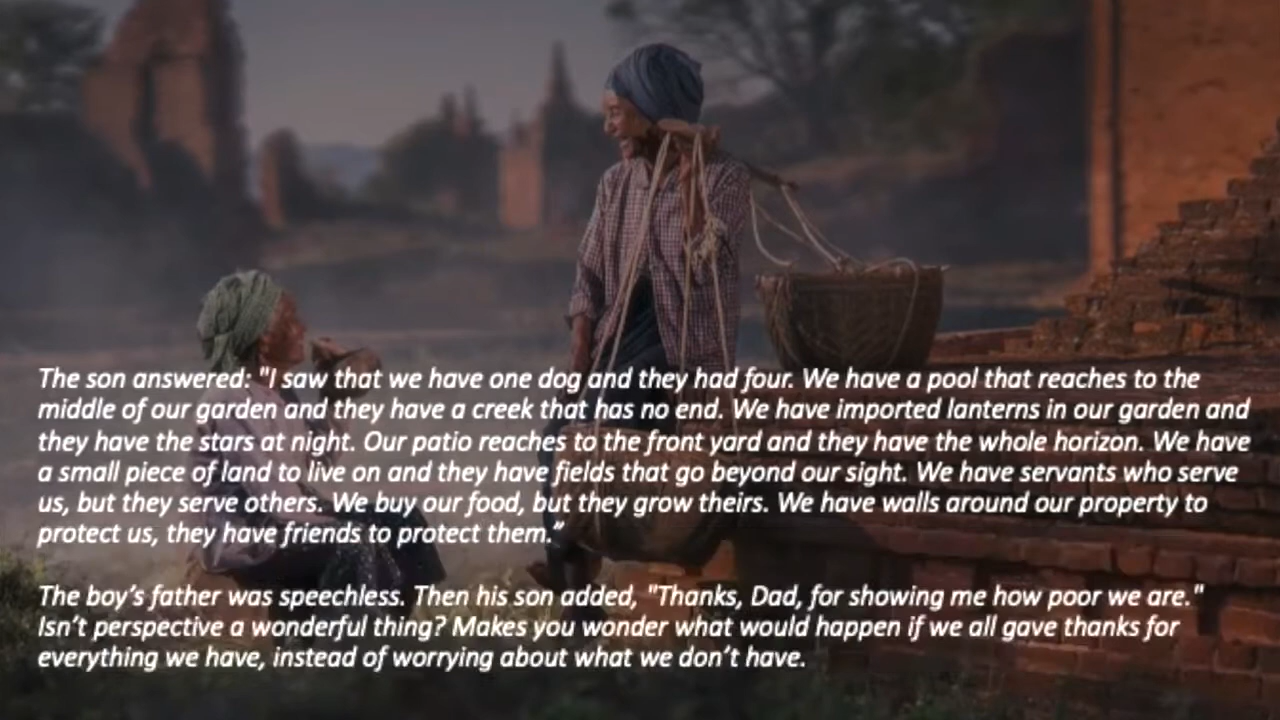 The son answered: "I saw that we have one dog and they had four. We have a pool that reaches to the
middle of our garden and they have a creek that has no end. We have imported lanterns in our garden and
they have the stars at night. Our patio reaches to the front yard and they have the whole horizon. We have
a small piece of land to live on and they have fields that go beyond our sight. We have servants who serve
us, but they serve others. We buy our food, but they grow theirs. We have walls around our property to
protect us, they have friends to protect them.”
The boy’s father was speechless. Then his son added, "Thanks, Dad, for showing me how poor we are."
Isn’t perspective a wonderful thing? Makes you wonder what would happen if we all gave thanks for
everything we have, instead of worrying about what we don’t have.